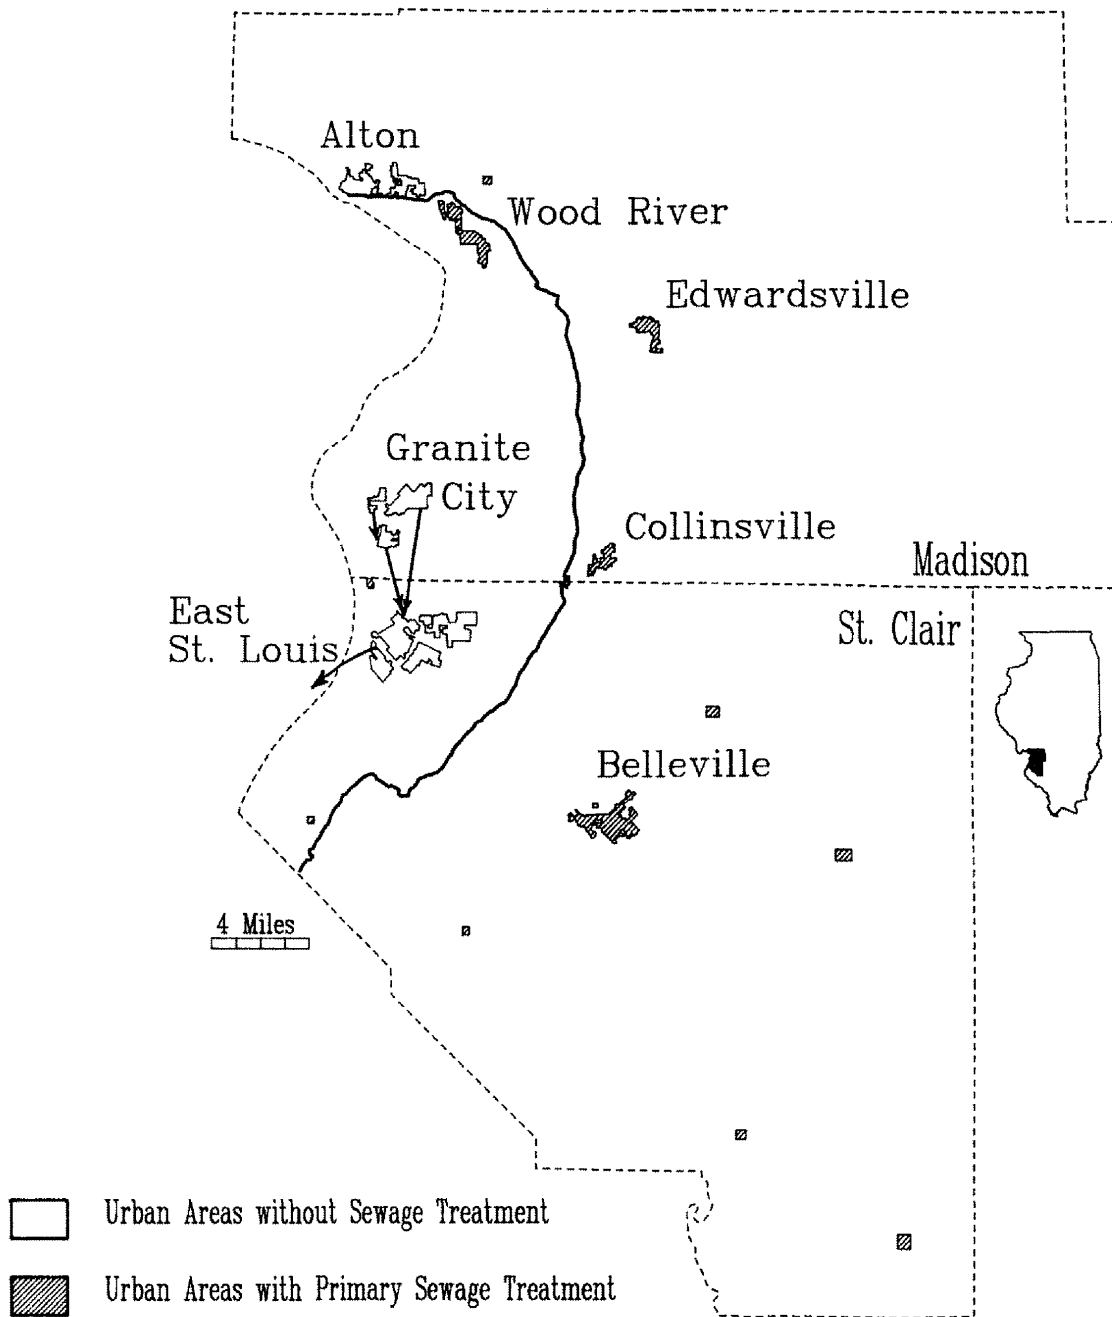 Alton
Wood River
Edwardsville
Granite
City
Collinsville
Madison
East
St. Louis
St. Clair
Belleville
4 Miles
Urban Areas without Sewage Treatment
Urban Areas with Primary Sewage Treatment